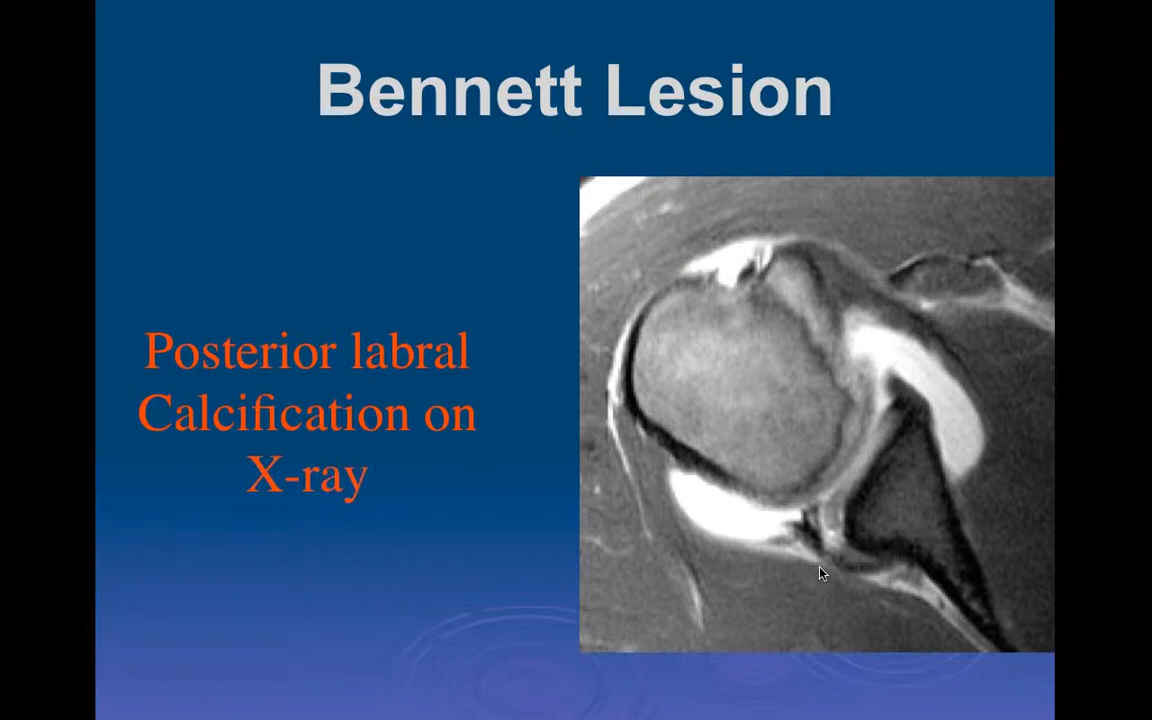 Bennett Lesion
Posterior labral
Calcification on
X-ray